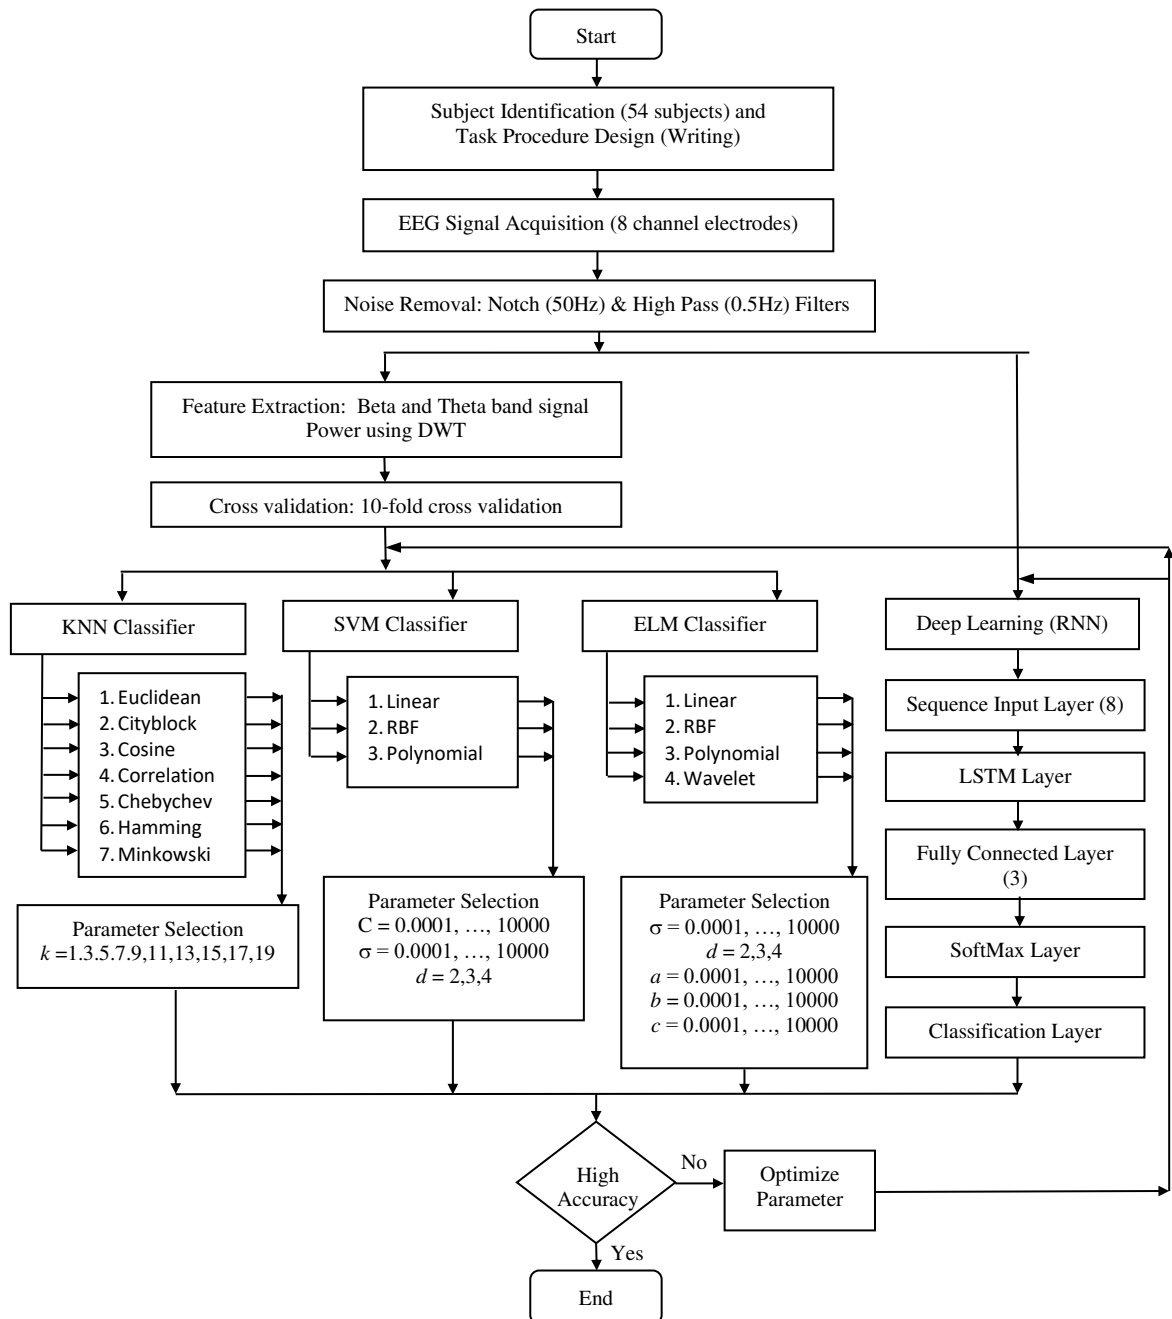 Start
Subject Identification (54 subjects) and
Task Procedure Design (Writing)
EEG Signal Acquisition (8 channel electrodes)
Noise Removal: Notch (50Hz) & High Pass (0.5Hz) Filters
Feature Extraction: Beta and Theta band signal
Power using DWT
Cross validation: 10-fold cross validation
KNN Classifier
1. Euclidean
2. Cityblock
3. Cosine
4. Correlation
5. Chebychev
6. Hamming
7. Minkowski
Parameter Selection
k =1.3.5.7.9,11,13,15,17,19
SVM Classifier
1. Linear
2. RBF
3. Polynomial
Parameter Selection
C = 0.0001, …, 10000
σ = 0.0001, …, 10000
d = 2,3,4
ELM Classifier
1. Linear
2. RBF
3. Polynomial
4. Wavelet
Parameter Selection
σ = 0.0001, …, 10000
d = 2,3,4
a = 0.0001, …, 10000
b = 0.0001, …, 10000
c = 0.0001, …, 10000
Deep Learning (RNN)
Sequence Input Layer (8)
LSTM Layer
Fully Connected Layer
(3)
SoftMax Layer
Classification Layer
High
Accuracy
No
Optimize
Parameter
Yes
End